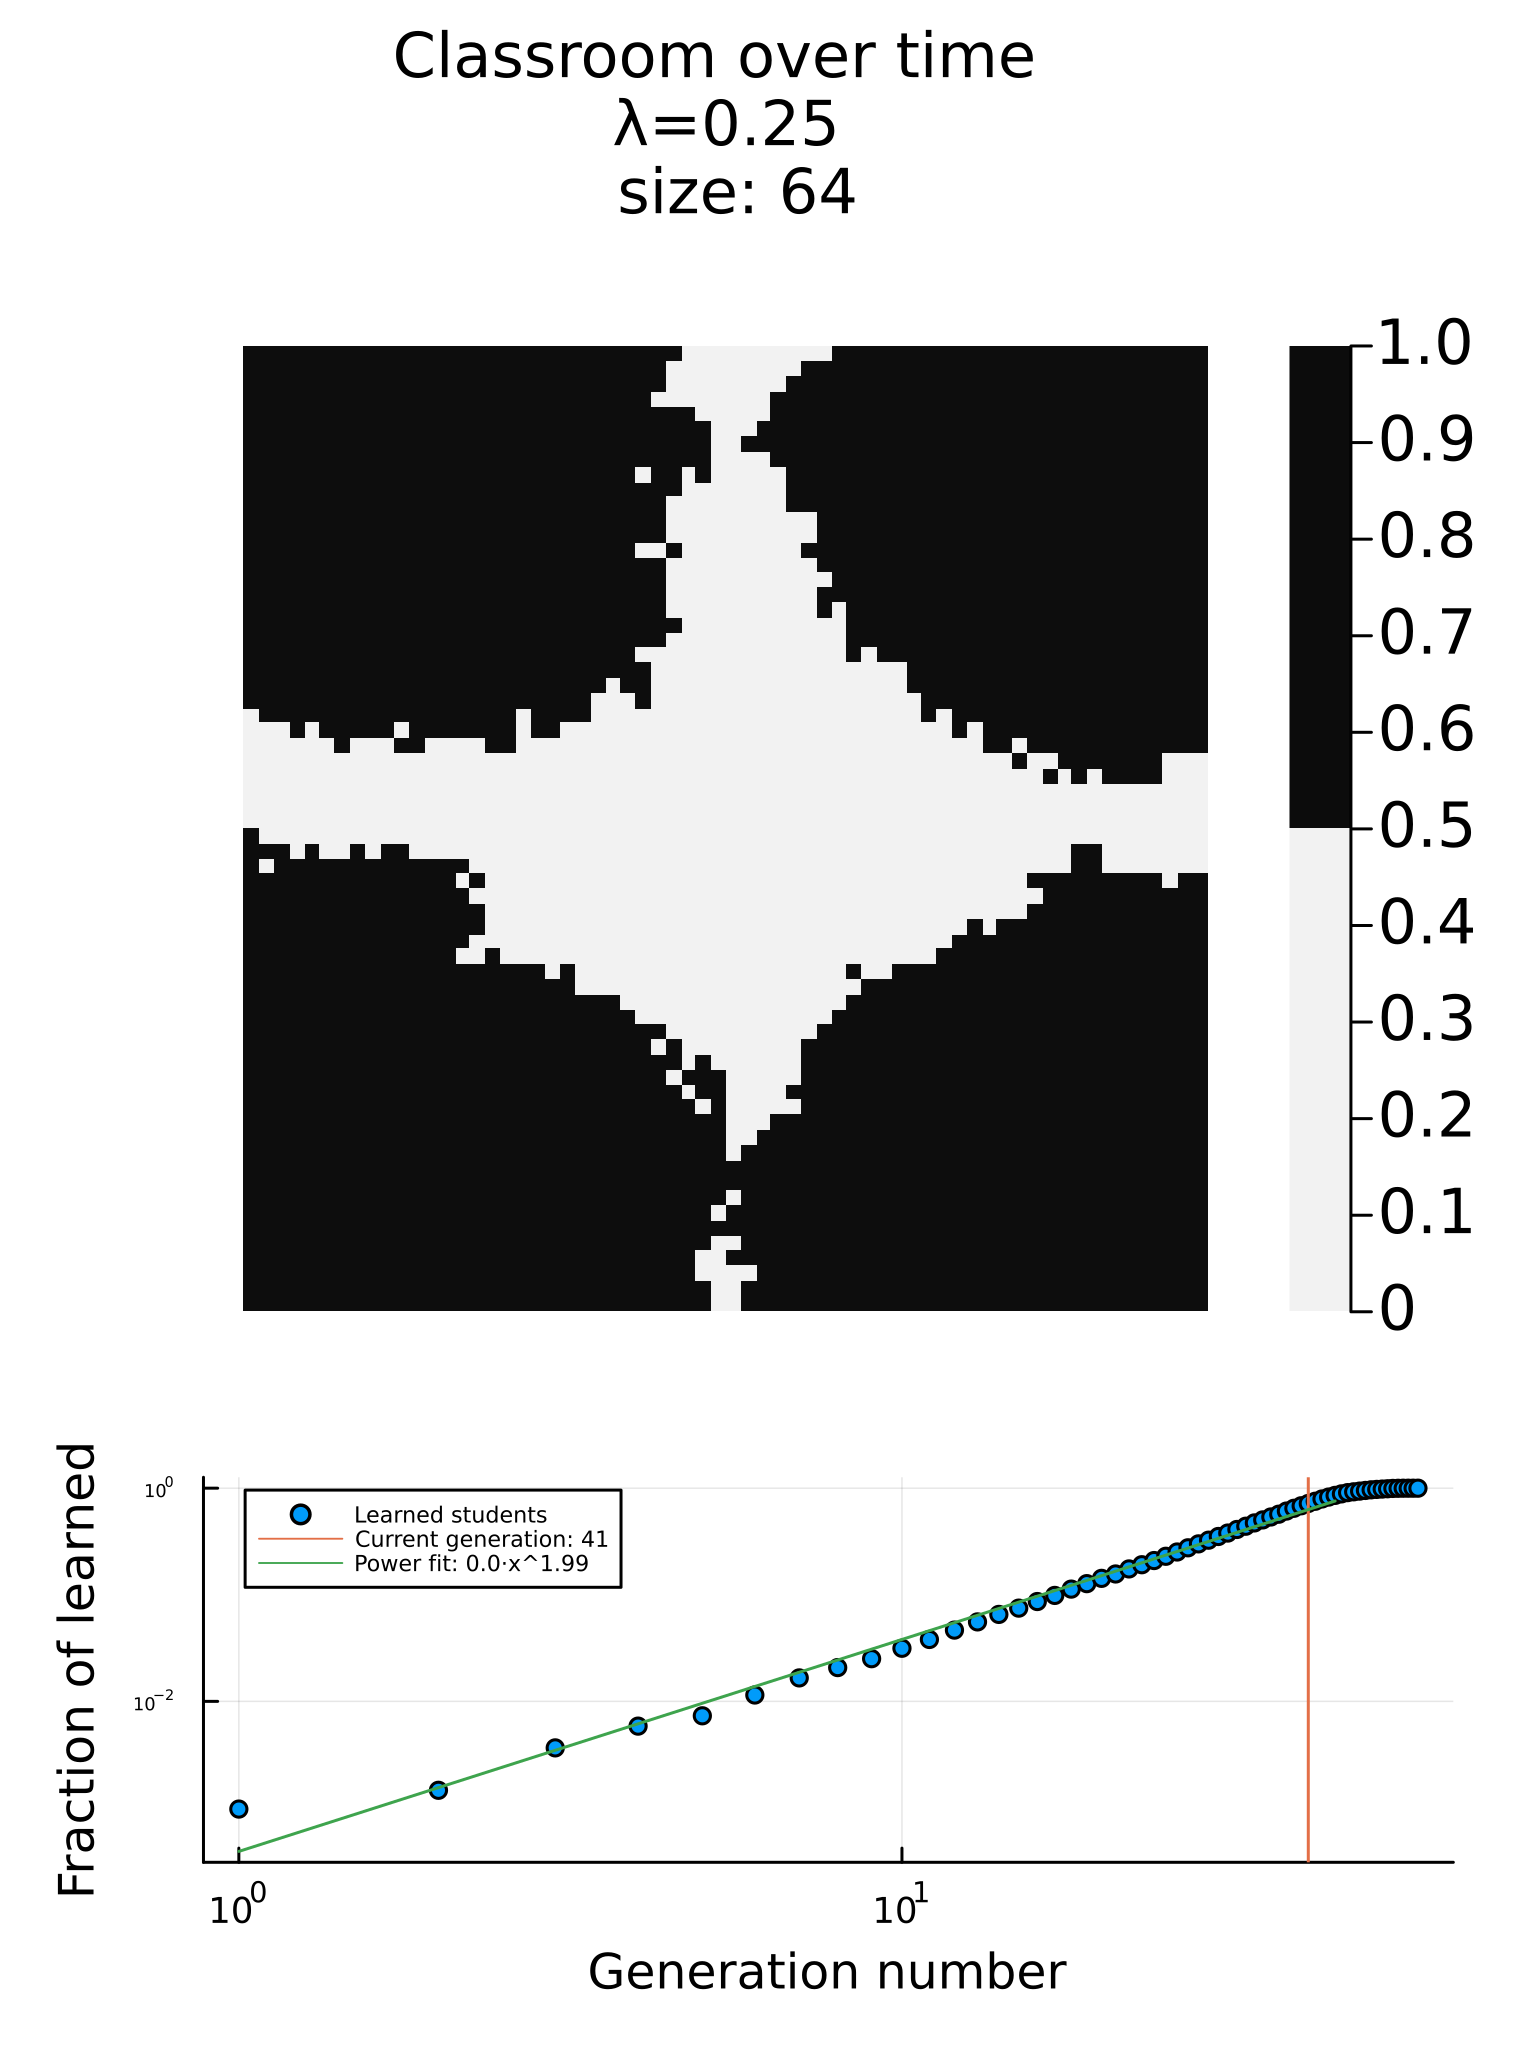 Classroom over time
λ=0.25
size: 64
1.0
0.9
0.8
0.7
0.6
0.5
0.4
0.3
0.2
0.1
0
Fraction of learned
10^0
10^−2
Learned students
Current generation: 41
Power fit: 0.0·x^1.99
10^0
10^1
Generation number